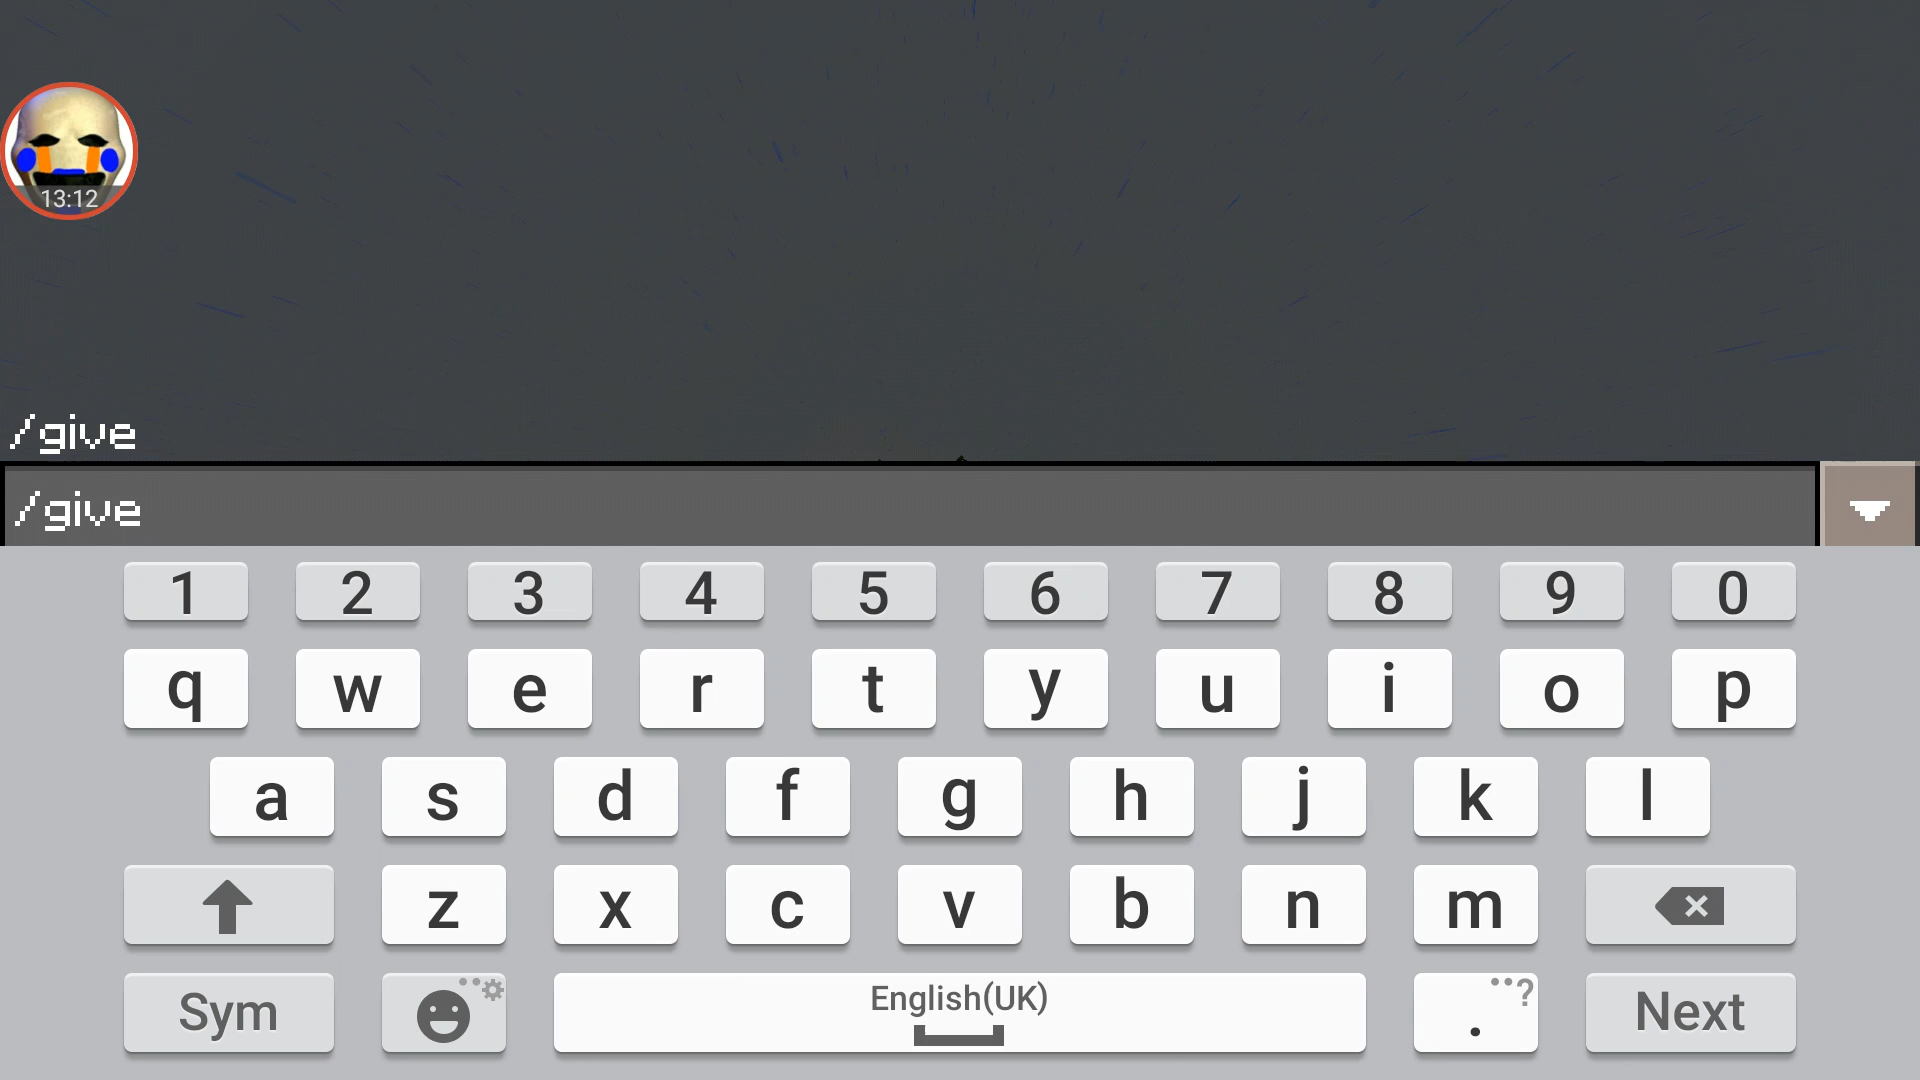 13:12
/give
/give
1 2 3 4 5 6 7 8 9 0
q w e r t y u i o p
a s d f g h j k l
z x c v b n m
Sym English(UK) . ? Next